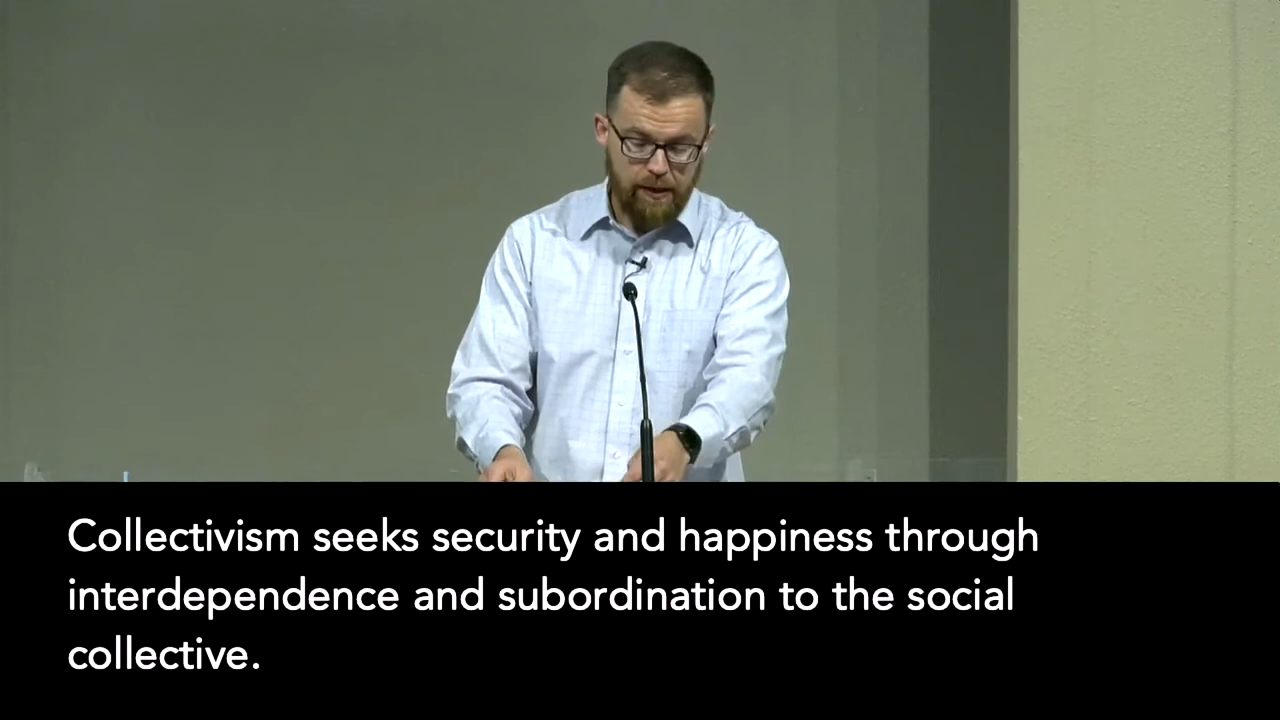 Collectivism seeks security and happiness through
interdependence and subordination to the social
collective.